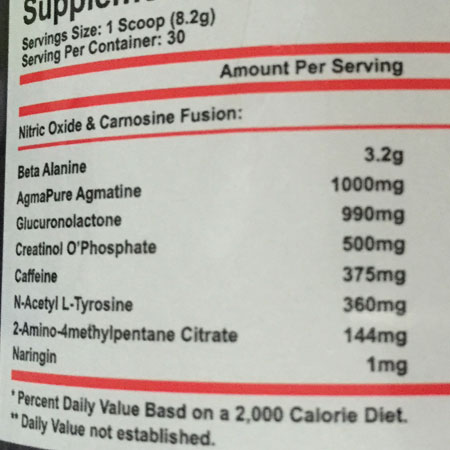 Servings Size: 1 Scoop (8.2g)
Serving Per Container: 30
Amount Per Serving
Nitric Oxide & Carnosine Fusion:
Beta Alanine 3.2g
AgmaPure Agmatine 1000mg
Glucuronolactone 990mg
Creatinol O'Phosphate 500mg
Caffeine 375mg
N-Acetyl L-Tyrosine 360mg
2-Amino-4methylpentane Citrate 144mg
Naringin 1mg
*Percent Daily Value Basd on a 2,000 Calorie Diet.
**Daily Value not established.